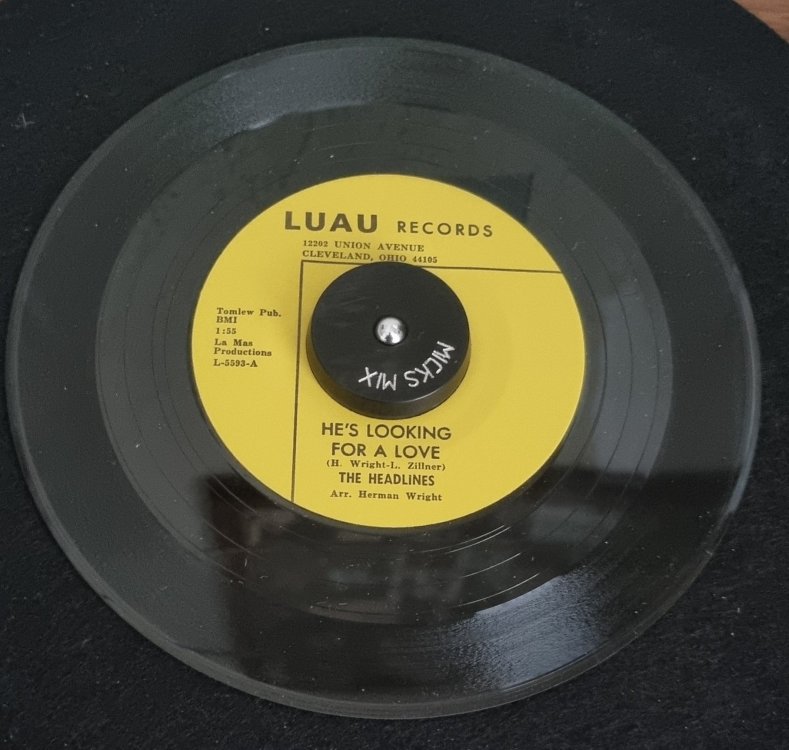 LUAU RECORDS
12202 UNION AVENUE
CLEVELAND, OHIO 44105
Tomlew Pub.
BMI
1:55
La Mas
Productions
L-5593-A
MICKS MIX
HE'S LOOKING
FOR A LOVE
(H. Wright-L. Zillner)
THE HEADLINES
Arr. Herman Wright